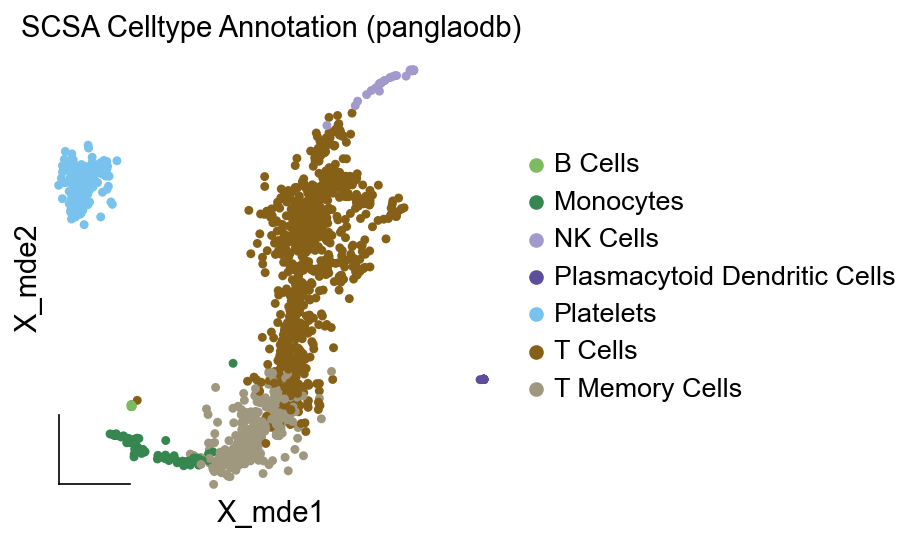 SCSA Celltype Annotation (panglaodb)
B Cells
Monocytes
NK Cells
Plasmacytoid Dendritic Cells
Platelets
T Cells
T Memory Cells
X_mde2
X_mde1